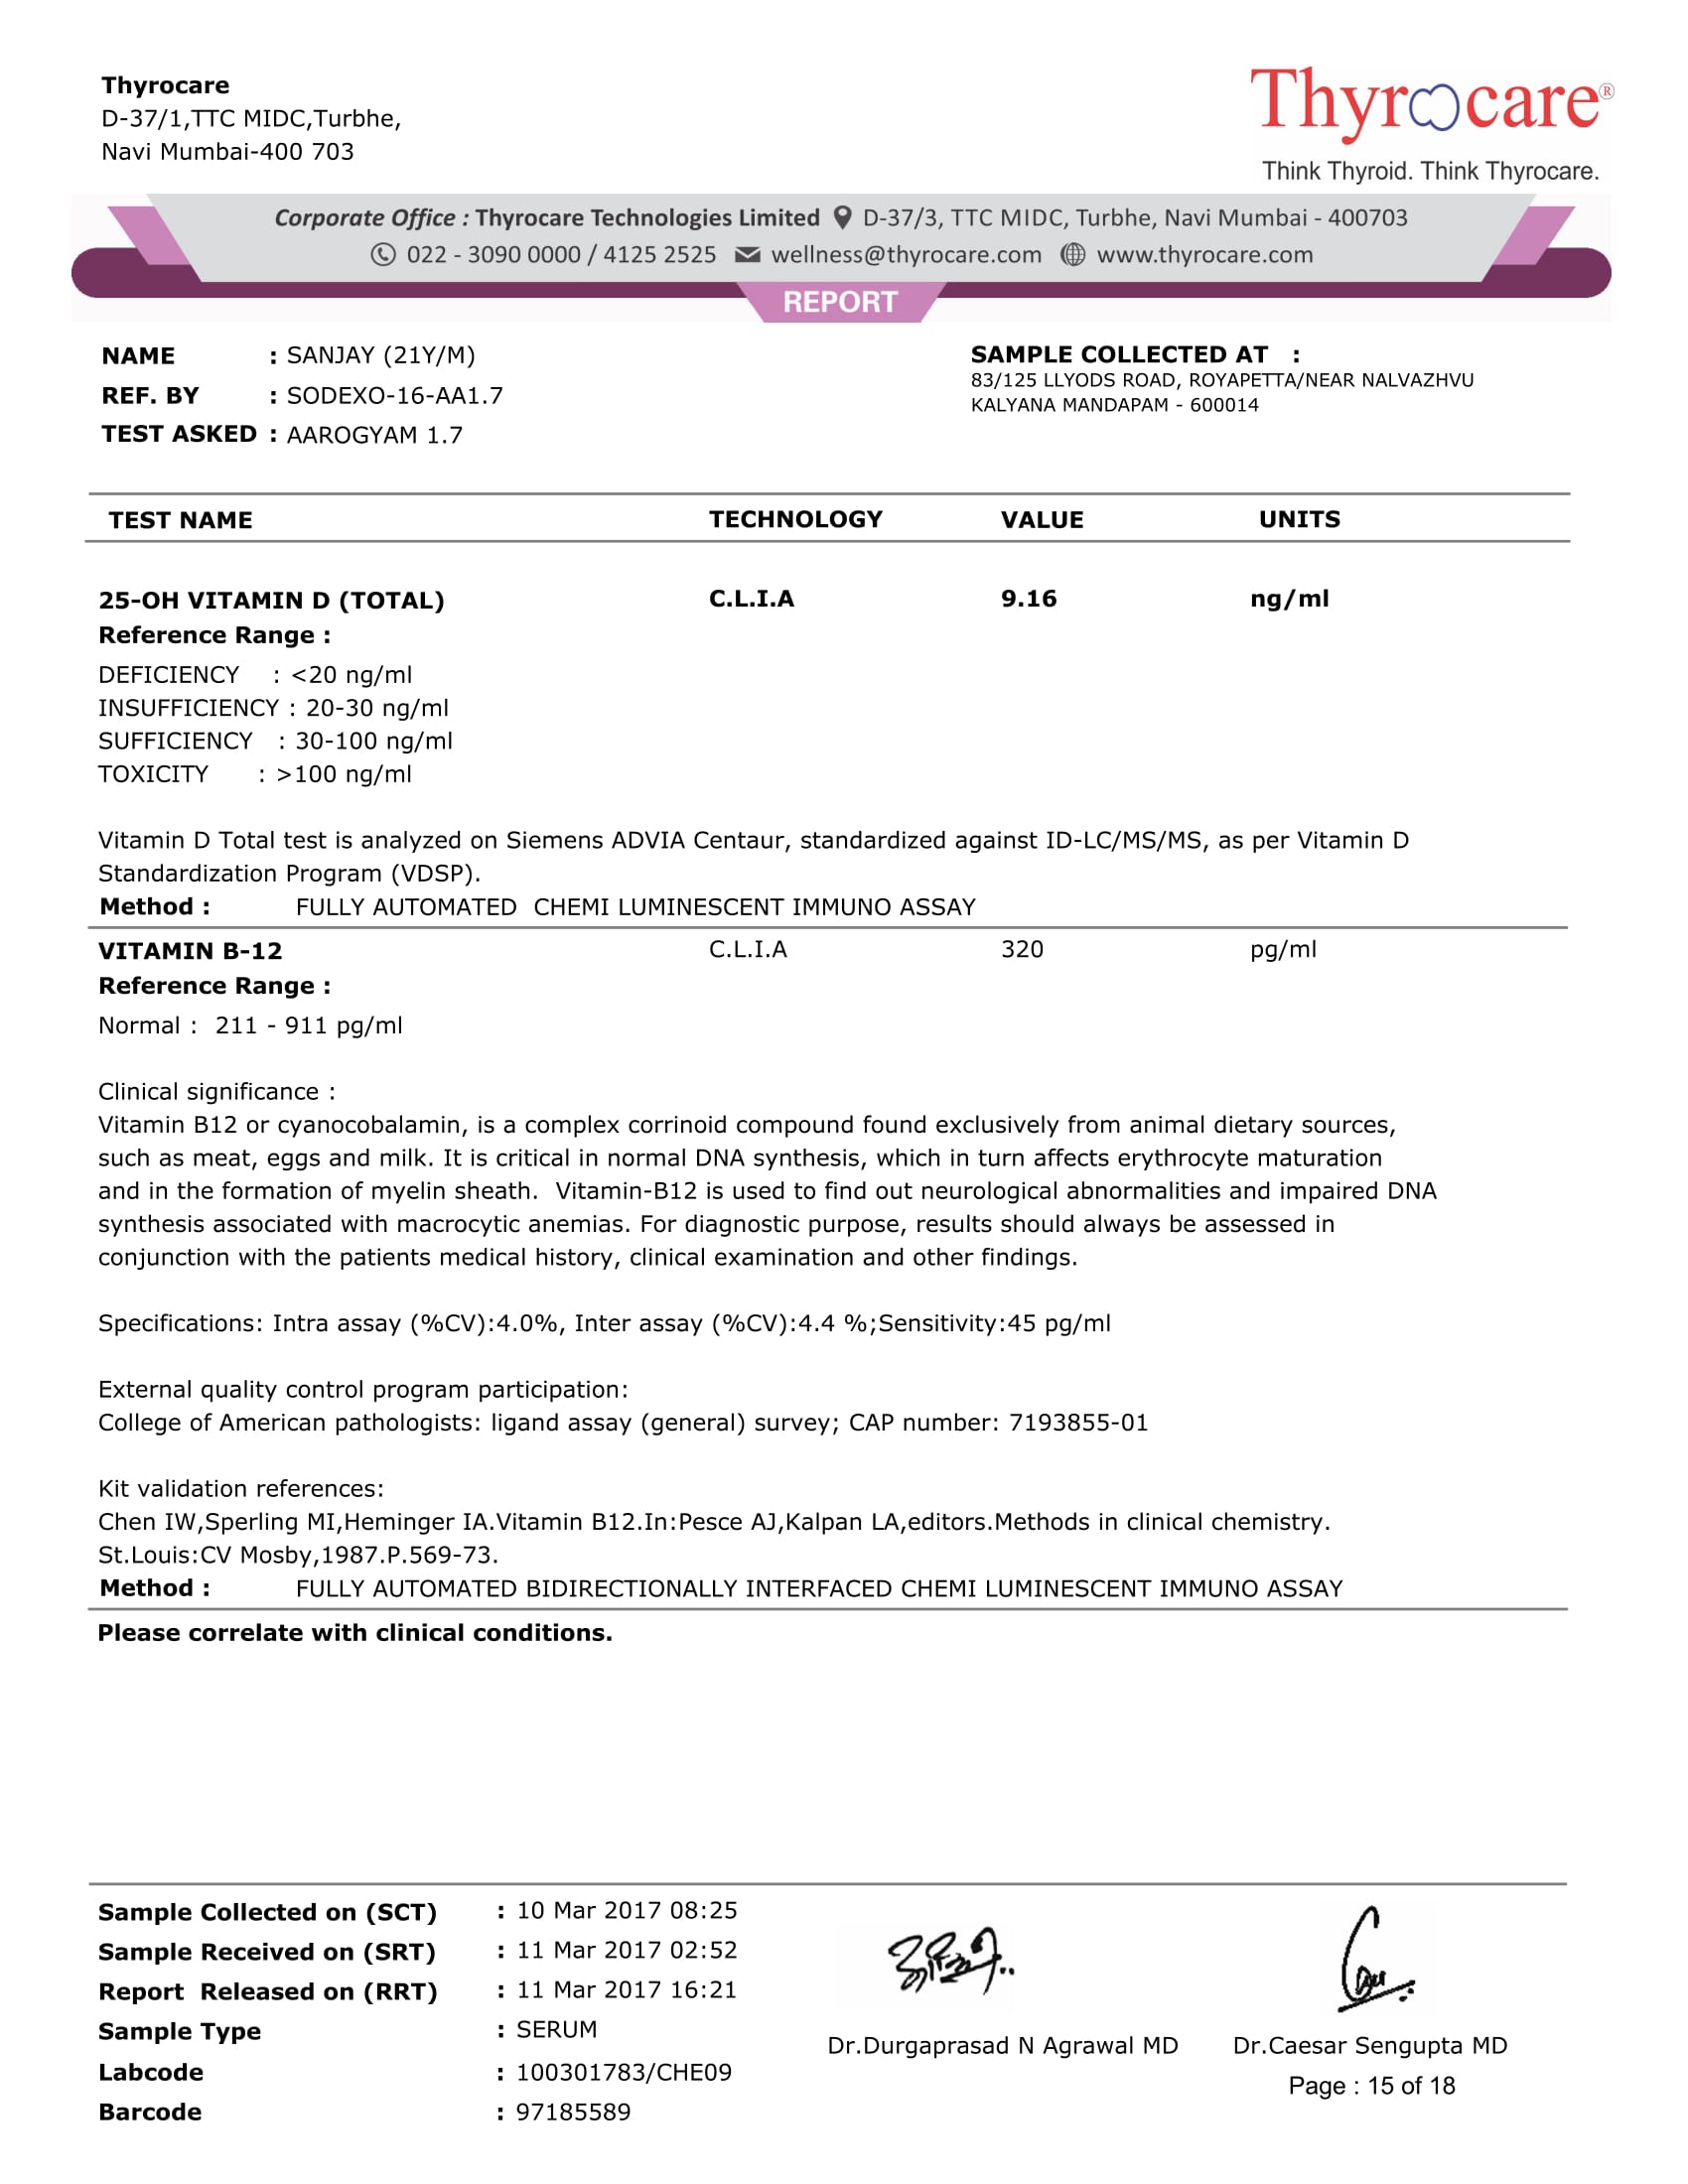 Thyrocare
D-37/1,TTC MIDC,Turbhe,
Navi Mumbai-400 703
Thyrocare®
Think Thyroid. Think Thyrocare.
Corporate Office : Thyrocare Technologies Limited D-37/3, TTC MIDC, Turbhe, Navi Mumbai - 400703
022 - 3090 0000 / 4125 2525 wellness@thyrocare.com www.thyrocare.com
REPORT
NAME : SANJAY (21Y/M)
REF. BY : SODEXO-16-AA1.7
TEST ASKED : AAROGYAM 1.7
SAMPLE COLLECTED AT :
83/125 LLYODS ROAD, ROYAPETTA/NEAR NALVAZHVU
KALYANA MANDAPAM - 600014
TEST NAME TECHNOLOGY VALUE UNITS
25-OH VITAMIN D (TOTAL) C.L.I.A 9.16 ng/ml
Reference Range :
DEFICIENCY : <20 ng/ml
INSUFFICIENCY : 20-30 ng/ml
SUFFICIENCY : 30-100 ng/ml
TOXICITY : >100 ng/ml
Vitamin D Total test is analyzed on Siemens ADVIA Centaur, standardized against ID-LC/MS/MS, as per Vitamin D
Standardization Program (VDSP).
Method : FULLY AUTOMATED CHEMI LUMINESCENT IMMUNO ASSAY
VITAMIN B-12 C.L.I.A 320 pg/ml
Reference Range :
Normal : 211 - 911 pg/ml
Clinical significance :
Vitamin B12 or cyanocobalamin, is a complex corrinoid compound found exclusively from animal dietary sources,
such as meat, eggs and milk. It is critical in normal DNA synthesis, which in turn affects erythrocyte maturation
and in the formation of myelin sheath. Vitamin-B12 is used to find out neurological abnormalities and impaired DNA
synthesis associated with macrocytic anemias. For diagnostic purpose, results should always be assessed in
conjunction with the patients medical history, clinical examination and other findings.
Specifications: Intra assay (%CV):4.0%, Inter assay (%CV):4.4 %;Sensitivity:45 pg/ml
External quality control program participation:
College of American pathologists: ligand assay (general) survey; CAP number: 7193855-01
Kit validation references:
Chen IW,Sperling MI,Heminger IA.Vitamin B12.In:Pesce AJ,Kalpan LA,editors.Methods in clinical chemistry.
St.Louis:CV Mosby,1987.P.569-73.
Method : FULLY AUTOMATED BIDIRECTIONALLY INTERFACED CHEMI LUMINESCENT IMMUNO ASSAY
Please correlate with clinical conditions.
Sample Collected on (SCT) : 10 Mar 2017 08:25
Sample Received on (SRT) : 11 Mar 2017 02:52
Report Released on (RRT) : 11 Mar 2017 16:21
Sample Type : SERUM
Labcode : 100301783/CHE09
Barcode : 97185589
Dr.Durgaprasad N Agrawal MD Dr.Caesar Sengupta MD
Page : 15 of 18